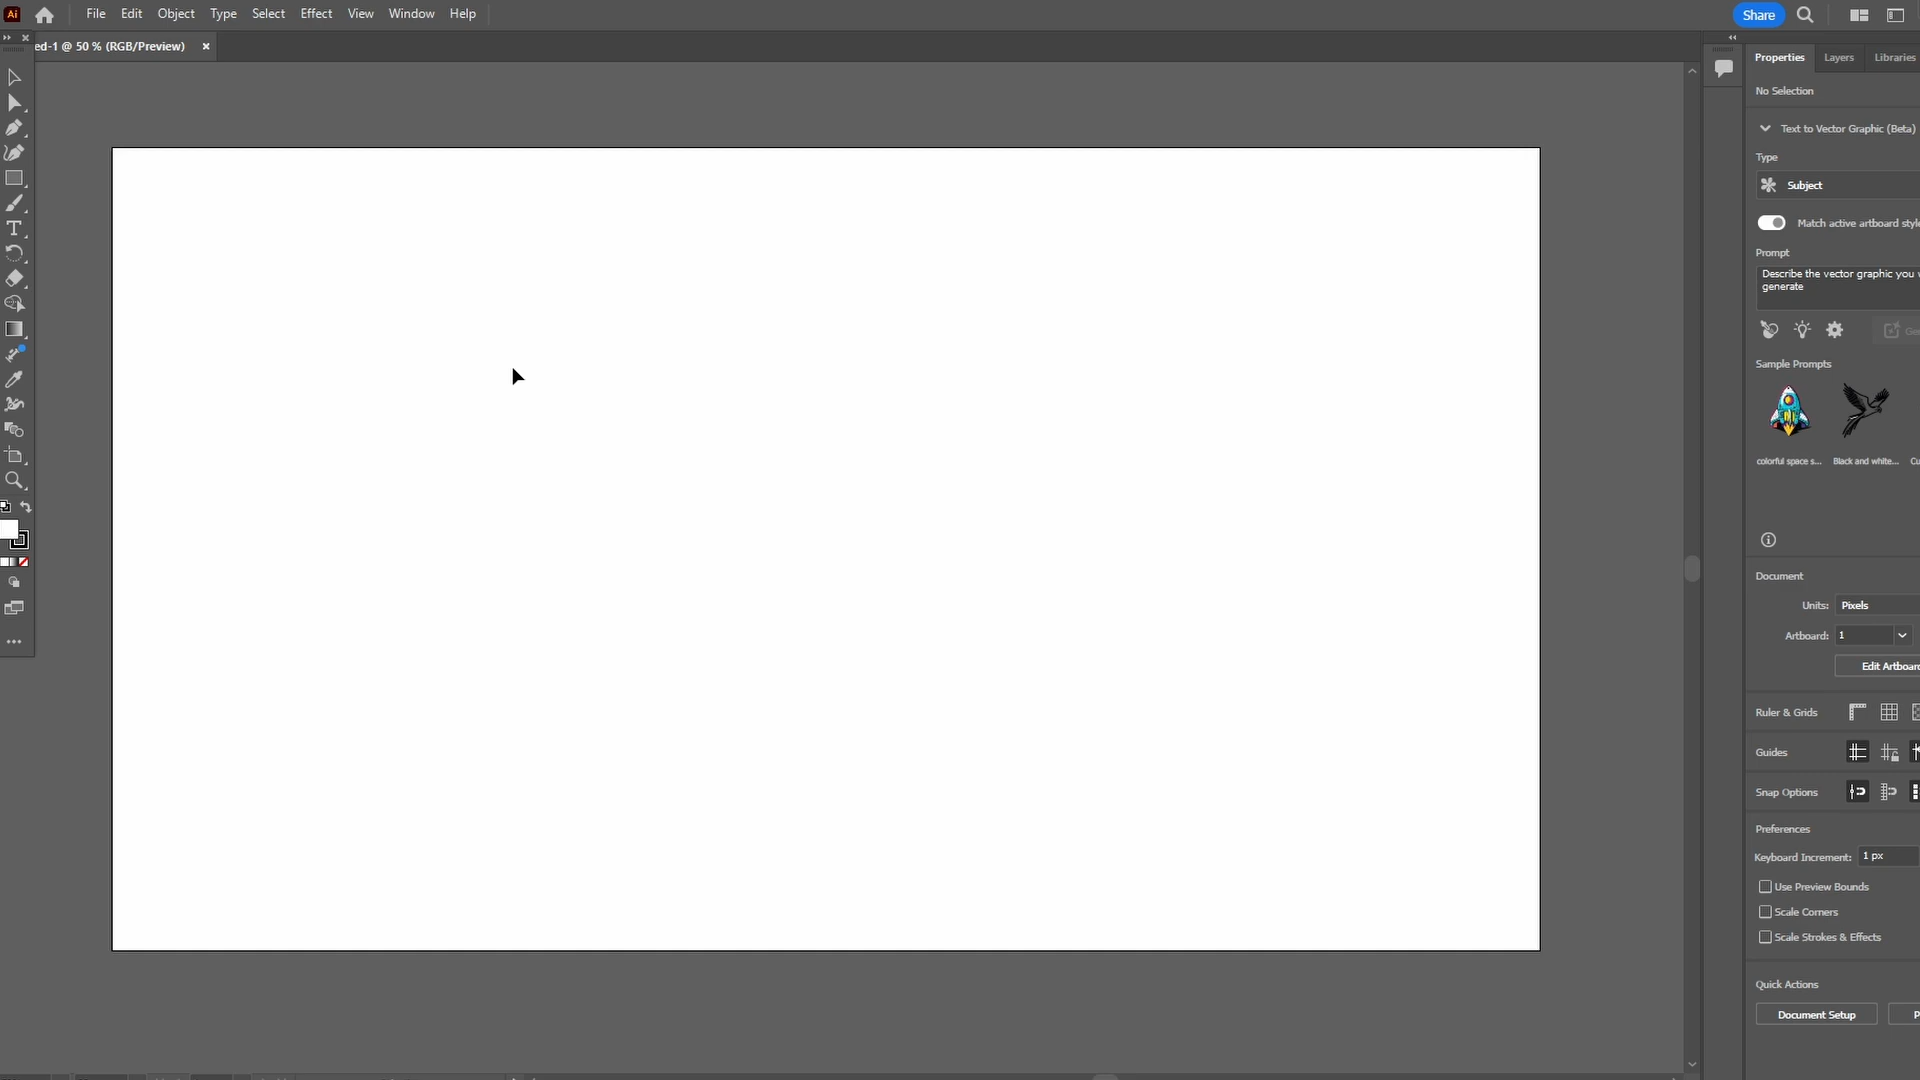 Ai File Edit Object Type Select Effect View Window Help Share
ed-1 @ 50 % (RGB/Preview) ×
Properties Layers Libraries
No Selection
Text to Vector Graphic (Beta)
Type
Subject
Match active artboard style
Prompt
Describe the vector graphic you
generate
Ge
Sample Prompts
colorful space s... Black and white... Cu
Document
Units: Pixels
Artboard: 1
Edit Artboard
Ruler & Grids
Guides
Snap Options
Preferences
Keyboard Increment: 1 px
Use Preview Bounds
Scale Corners
Scale Strokes & Effects
Quick Actions
Document Setup P